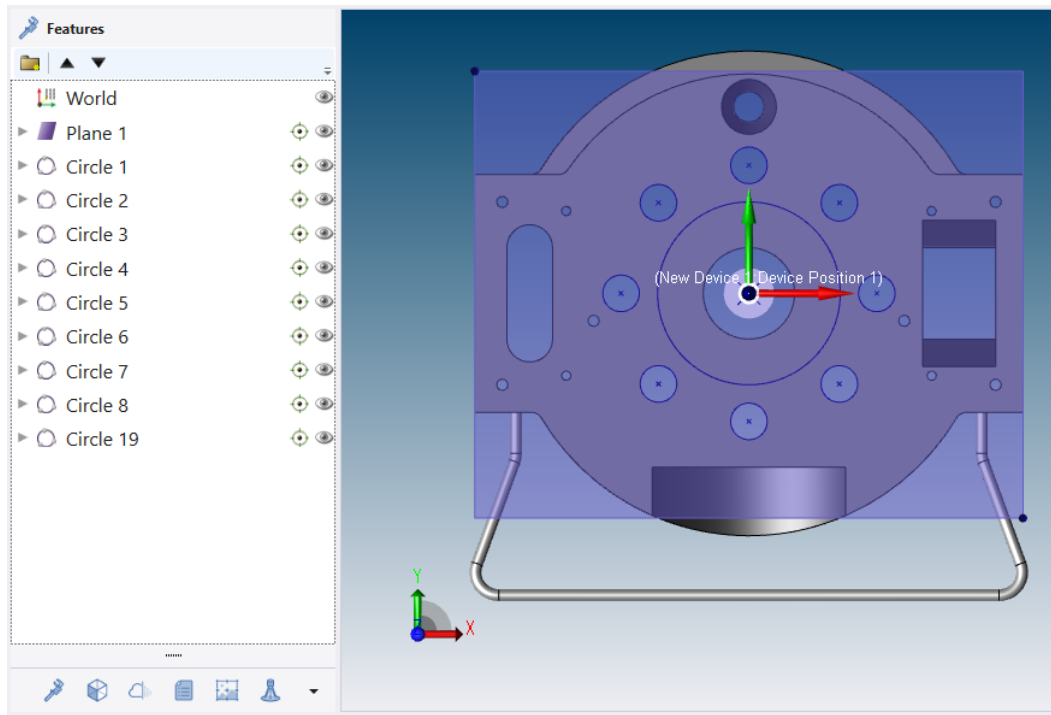 Features
World
Plane 1
Circle 1
Circle 2
Circle 3
Circle 4
Circle 5
Circle 6
Circle 7
Circle 8
Circle 19
(New Device 1,Device Position 1)
Y
X